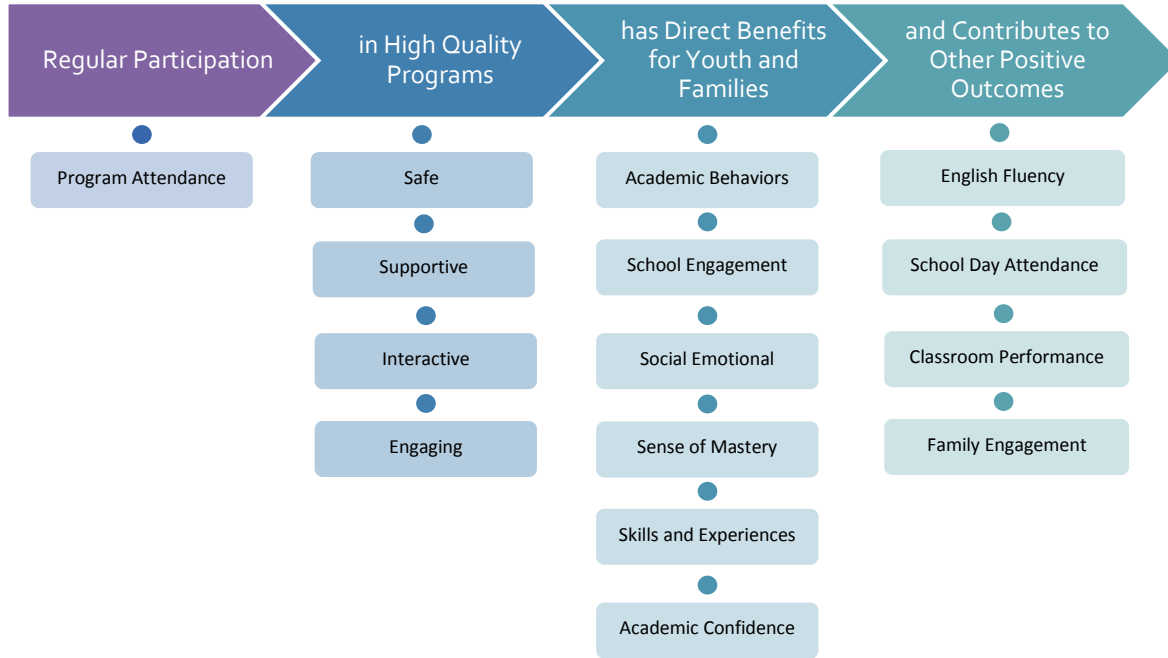 Regular Participation
in High Quality
Programs
has Direct Benefits
for Youth and
Families
and Contributes to
Other Positive
Outcomes
Program Attendance
Safe
Supportive
Interactive
Engaging
Academic Behaviors
School Engagement
Social Emotional
Sense of Mastery
Skills and Experiences
Academic Confidence
English Fluency
School Day Attendance
Classroom Performance
Family Engagement